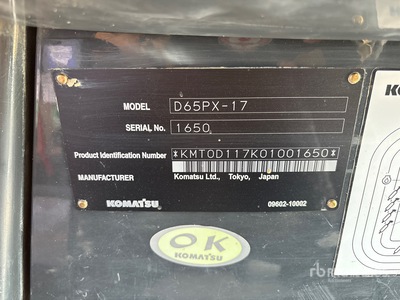 MODEL D65PX-17
SERIAL No. 1650
Product Identification Number *KMT0D117K01001650*
MANUFACTURER Komatsu Ltd., Tokyo, Japan
KOMATSU 09602-10002
OK
KOMATSU